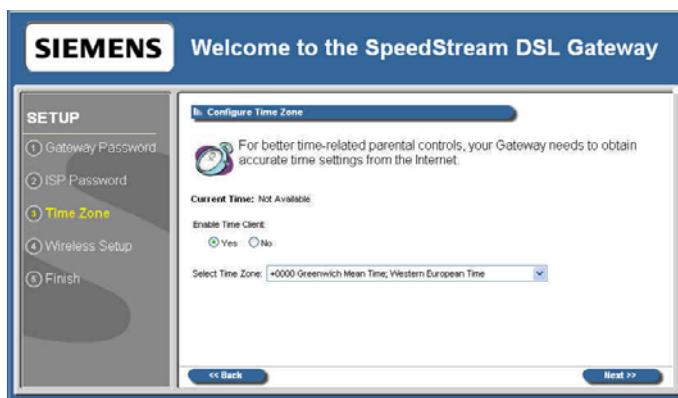 SIEMENS
Welcome to the SpeedStream DSL Gateway
SETUP
1 Gateway Password
2 ISP Password
3 Time Zone
4 Wireless Setup
5 Finish
Configure Time Zone
For better time-related parental controls, your Gateway needs to obtain
accurate time settings from the Internet.
Current Time: Not Available
Enable Time Client:
Yes No
Select Time Zone: +0000 Greenwich Mean Time; Western European Time
<< Back
Next >>